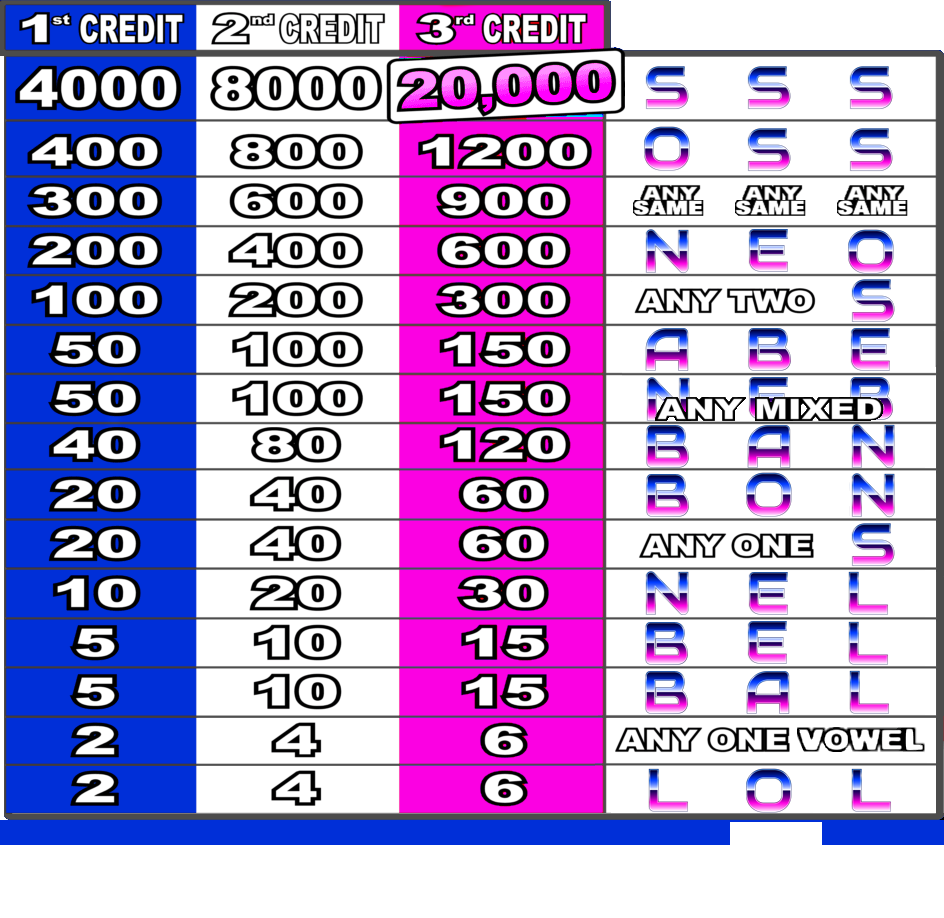 1st CREDIT 2nd CREDIT 3rd CREDIT
4000 8000 20,000 S S S
400 800 1200 O S S
300 600 900 ANY SAME ANY SAME ANY SAME
200 400 600 N E O
100 200 300 ANY TWO S
50 100 150 A B E
50 100 150 N E B ANY MIXED
40 80 120 B A N
20 40 60 B O N
20 40 60 ANY ONE S
10 20 30 N E L
5 10 15 B E L
5 10 15 B A L
2 4 6 ANY ONE VOWEL
2 4 6 L O L